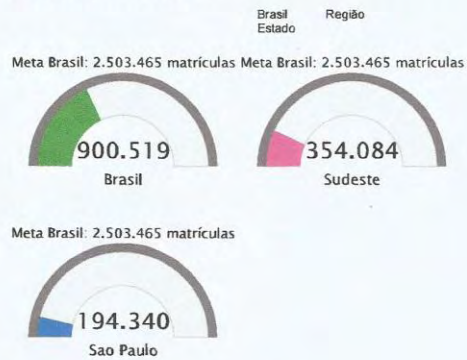 Brasil Região
Estado
Meta Brasil: 2.503.465 matrículas Meta Brasil: 2.503.465 matrículas
900.519 354.084
Brasil Sudeste
Meta Brasil: 2.503.465 matrículas
194.340
Sao Paulo